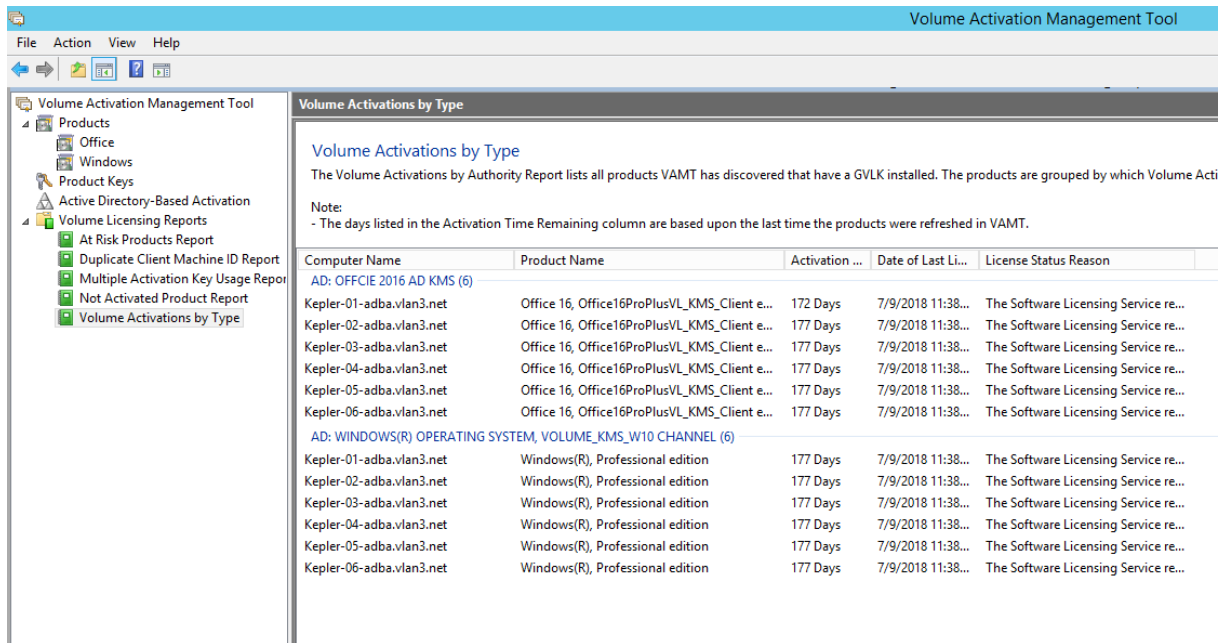 Volume Activation Management Tool
File Action View Help
Volume Activation Management Tool
Products
Office
Windows
Product Keys
Active Directory-Based Activation
Volume Licensing Reports
At Risk Products Report
Duplicate Client Machine ID Report
Multiple Activation Key Usage Repor
Not Activated Product Report
Volume Activations by Type
Volume Activations by Type
Volume Activations by Type
The Volume Activations by Authority Report lists all products VAMT has discovered that have a GVLK installed. The products are grouped by which Volume Acti
Note:
- The days listed in the Activation Time Remaining column are based upon the last time the products were refreshed in VAMT.
Computer Name Product Name Activation ... Date of Last Li... License Status Reason
AD: OFFCIE 2016 AD KMS (6)
Kepler-01-adba.vlan3.net Office 16, Office16ProPlusVL_KMS_Client e... 172 Days 7/9/2018 11:38... The Software Licensing Service re...
Kepler-02-adba.vlan3.net Office 16, Office16ProPlusVL_KMS_Client e... 177 Days 7/9/2018 11:38... The Software Licensing Service re...
Kepler-03-adba.vlan3.net Office 16, Office16ProPlusVL_KMS_Client e... 177 Days 7/9/2018 11:38... The Software Licensing Service re...
Kepler-04-adba.vlan3.net Office 16, Office16ProPlusVL_KMS_Client e... 177 Days 7/9/2018 11:38... The Software Licensing Service re...
Kepler-05-adba.vlan3.net Office 16, Office16ProPlusVL_KMS_Client e... 177 Days 7/9/2018 11:38... The Software Licensing Service re...
Kepler-06-adba.vlan3.net Office 16, Office16ProPlusVL_KMS_Client e... 177 Days 7/9/2018 11:38... The Software Licensing Service re...
AD: WINDOWS(R) OPERATING SYSTEM, VOLUME_KMS_W10 CHANNEL (6)
Kepler-01-adba.vlan3.net Windows(R), Professional edition 177 Days 7/9/2018 11:38... The Software Licensing Service re...
Kepler-02-adba.vlan3.net Windows(R), Professional edition 177 Days 7/9/2018 11:38... The Software Licensing Service re...
Kepler-03-adba.vlan3.net Windows(R), Professional edition 177 Days 7/9/2018 11:38... The Software Licensing Service re...
Kepler-04-adba.vlan3.net Windows(R), Professional edition 177 Days 7/9/2018 11:38... The Software Licensing Service re...
Kepler-05-adba.vlan3.net Windows(R), Professional edition 177 Days 7/9/2018 11:38... The Software Licensing Service re...
Kepler-06-adba.vlan3.net Windows(R), Professional edition 177 Days 7/9/2018 11:38... The Software Licensing Service re...